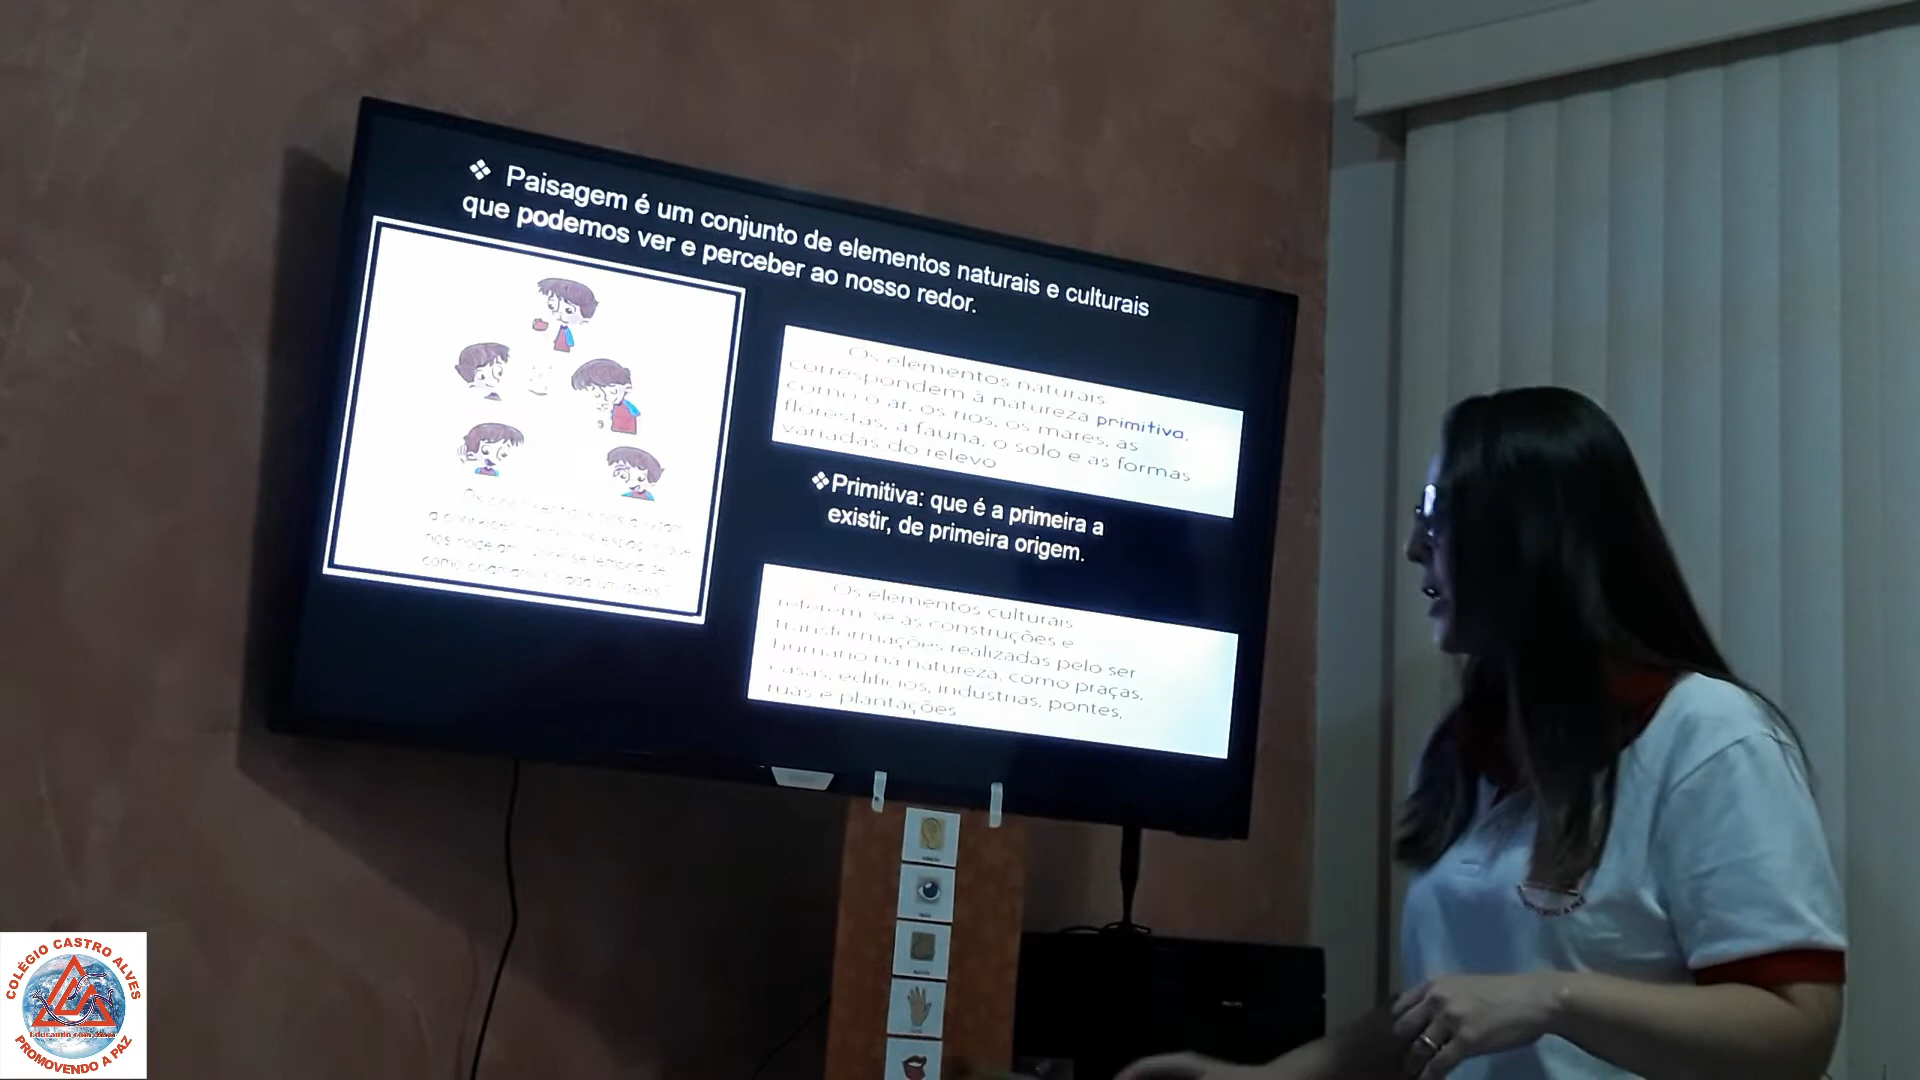 ❖ Paisagem é um conjunto de elementos naturais e culturais
que podemos ver e perceber ao nosso redor.
Os elementos naturais
correspondem à natureza primitiva,
como o ar, os rios, os mares, as
florestas, a fauna, o solo e as formas
variadas do relevo
❖Primitiva: que é a primeira a
existir, de primeira origem.
Os elementos culturais
referem-se às construções e
transformações realizadas pelo ser
humano na natureza, como praças,
casas, edifícios, indústrias, pontes,
ruas e plantações
COLÉGIO CASTRO ALVES
Educando com Amor
PROMOVENDO A PAZ